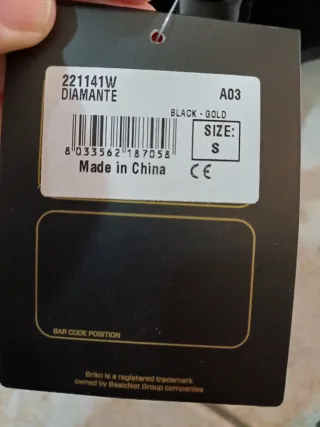 221141W
DIAMANTE A03
BLACK - GOLD
SIZE:
S
8 033562 187058
Made in China CE
BAR CODE POSITION
Briko is a registered trademark
owned by BasicNet Group companies